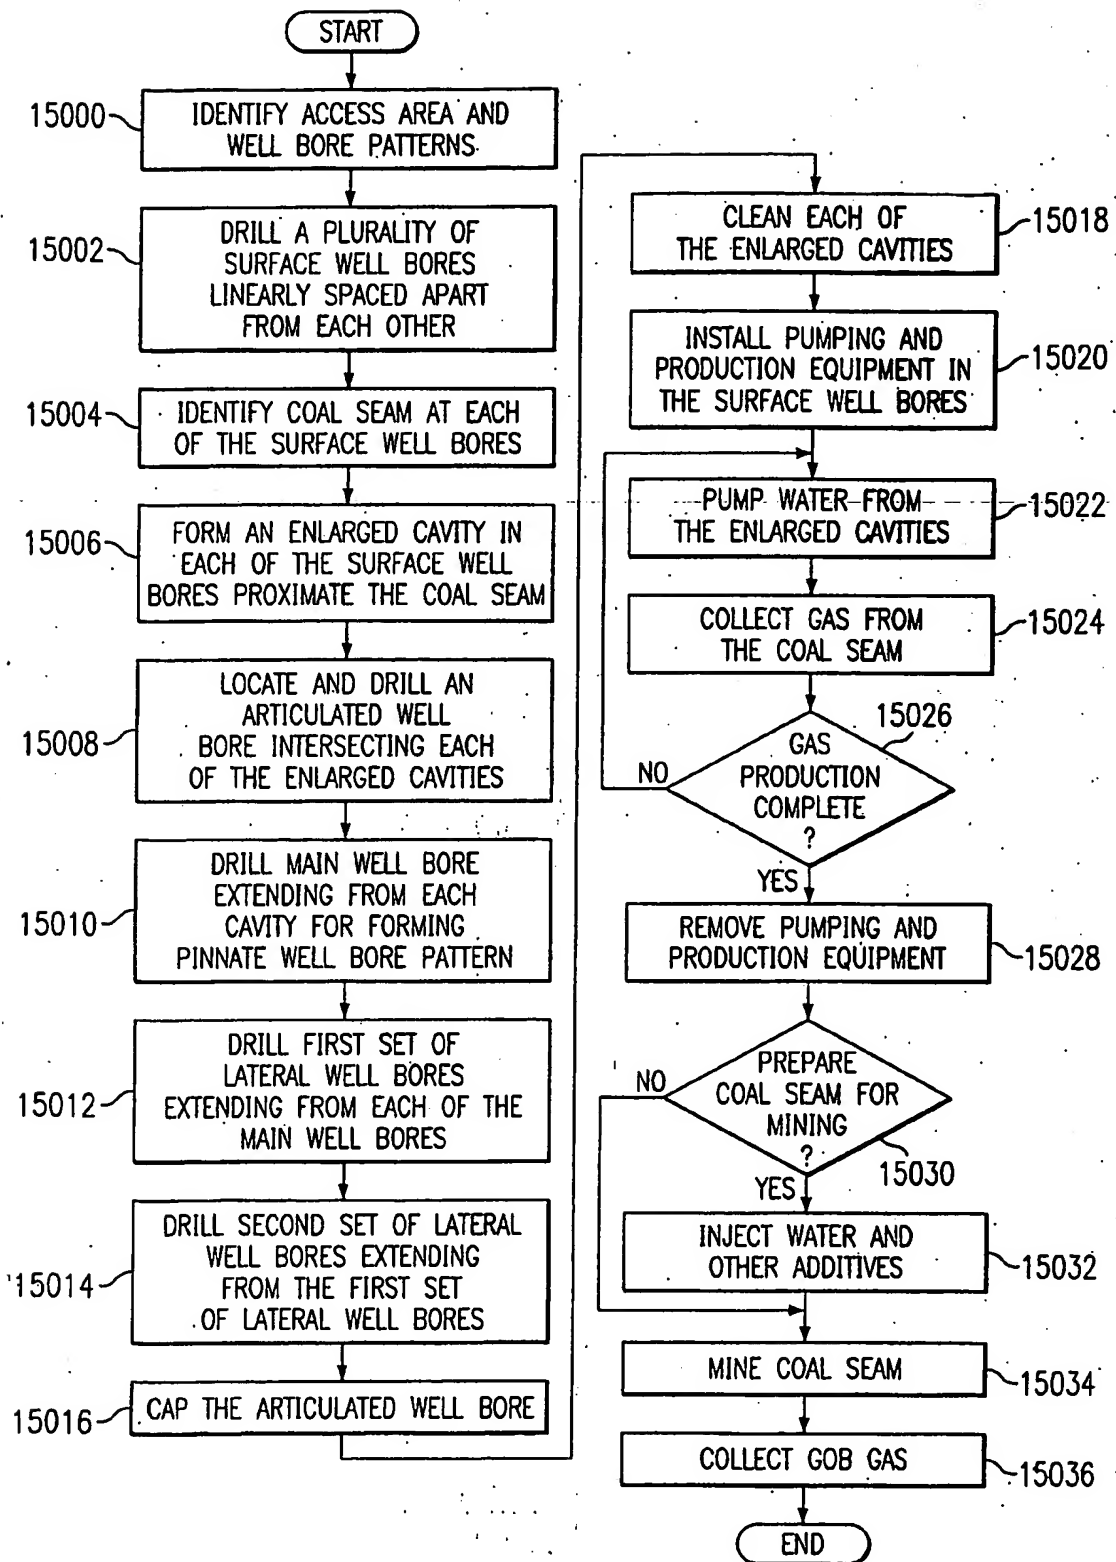 START
15000
IDENTIFY ACCESS AREA AND
WELL BORE PATTERNS
15002
DRILL A PLURALITY OF
SURFACE WELL BORES
LINEARLY SPACED APART
FROM EACH OTHER
15004
IDENTIFY COAL SEAM AT EACH
OF THE SURFACE WELL BORES
15006
FORM AN ENLARGED CAVITY IN
EACH OF THE SURFACE WELL
BORES PROXIMATE THE COAL SEAM
15008
LOCATE AND DRILL AN
ARTICULATED WELL
BORE INTERSECTING EACH
OF THE ENLARGED CAVITIES
15010
DRILL MAIN WELL BORE
EXTENDING FROM EACH
CAVITY FOR FORMING
PINNATE WELL BORE PATTERN
15012
DRILL FIRST SET OF
LATERAL WELL BORES
EXTENDING FROM EACH OF THE
MAIN WELL BORES
15014
DRILL SECOND SET OF LATERAL
WELL BORES EXTENDING
FROM THE FIRST SET
OF LATERAL WELL BORES
15016
CAP THE ARTICULATED WELL BORE
CLEAN EACH OF
THE ENLARGED CAVITIES
15018
INSTALL PUMPING AND
PRODUCTION EQUIPMENT IN
THE SURFACE WELL BORES
15020
PUMP WATER FROM
THE ENLARGED CAVITIES
15022
COLLECT GAS FROM
THE COAL SEAM
15024
15026
GAS
PRODUCTION
COMPLETE
?
NO
YES
REMOVE PUMPING AND
PRODUCTION EQUIPMENT
15028
PREPARE
COAL SEAM FOR
MINING
?
NO
15030
YES
INJECT WATER AND
OTHER ADDITIVES
15032
MINE COAL SEAM
15034
COLLECT GOB GAS
15036
END